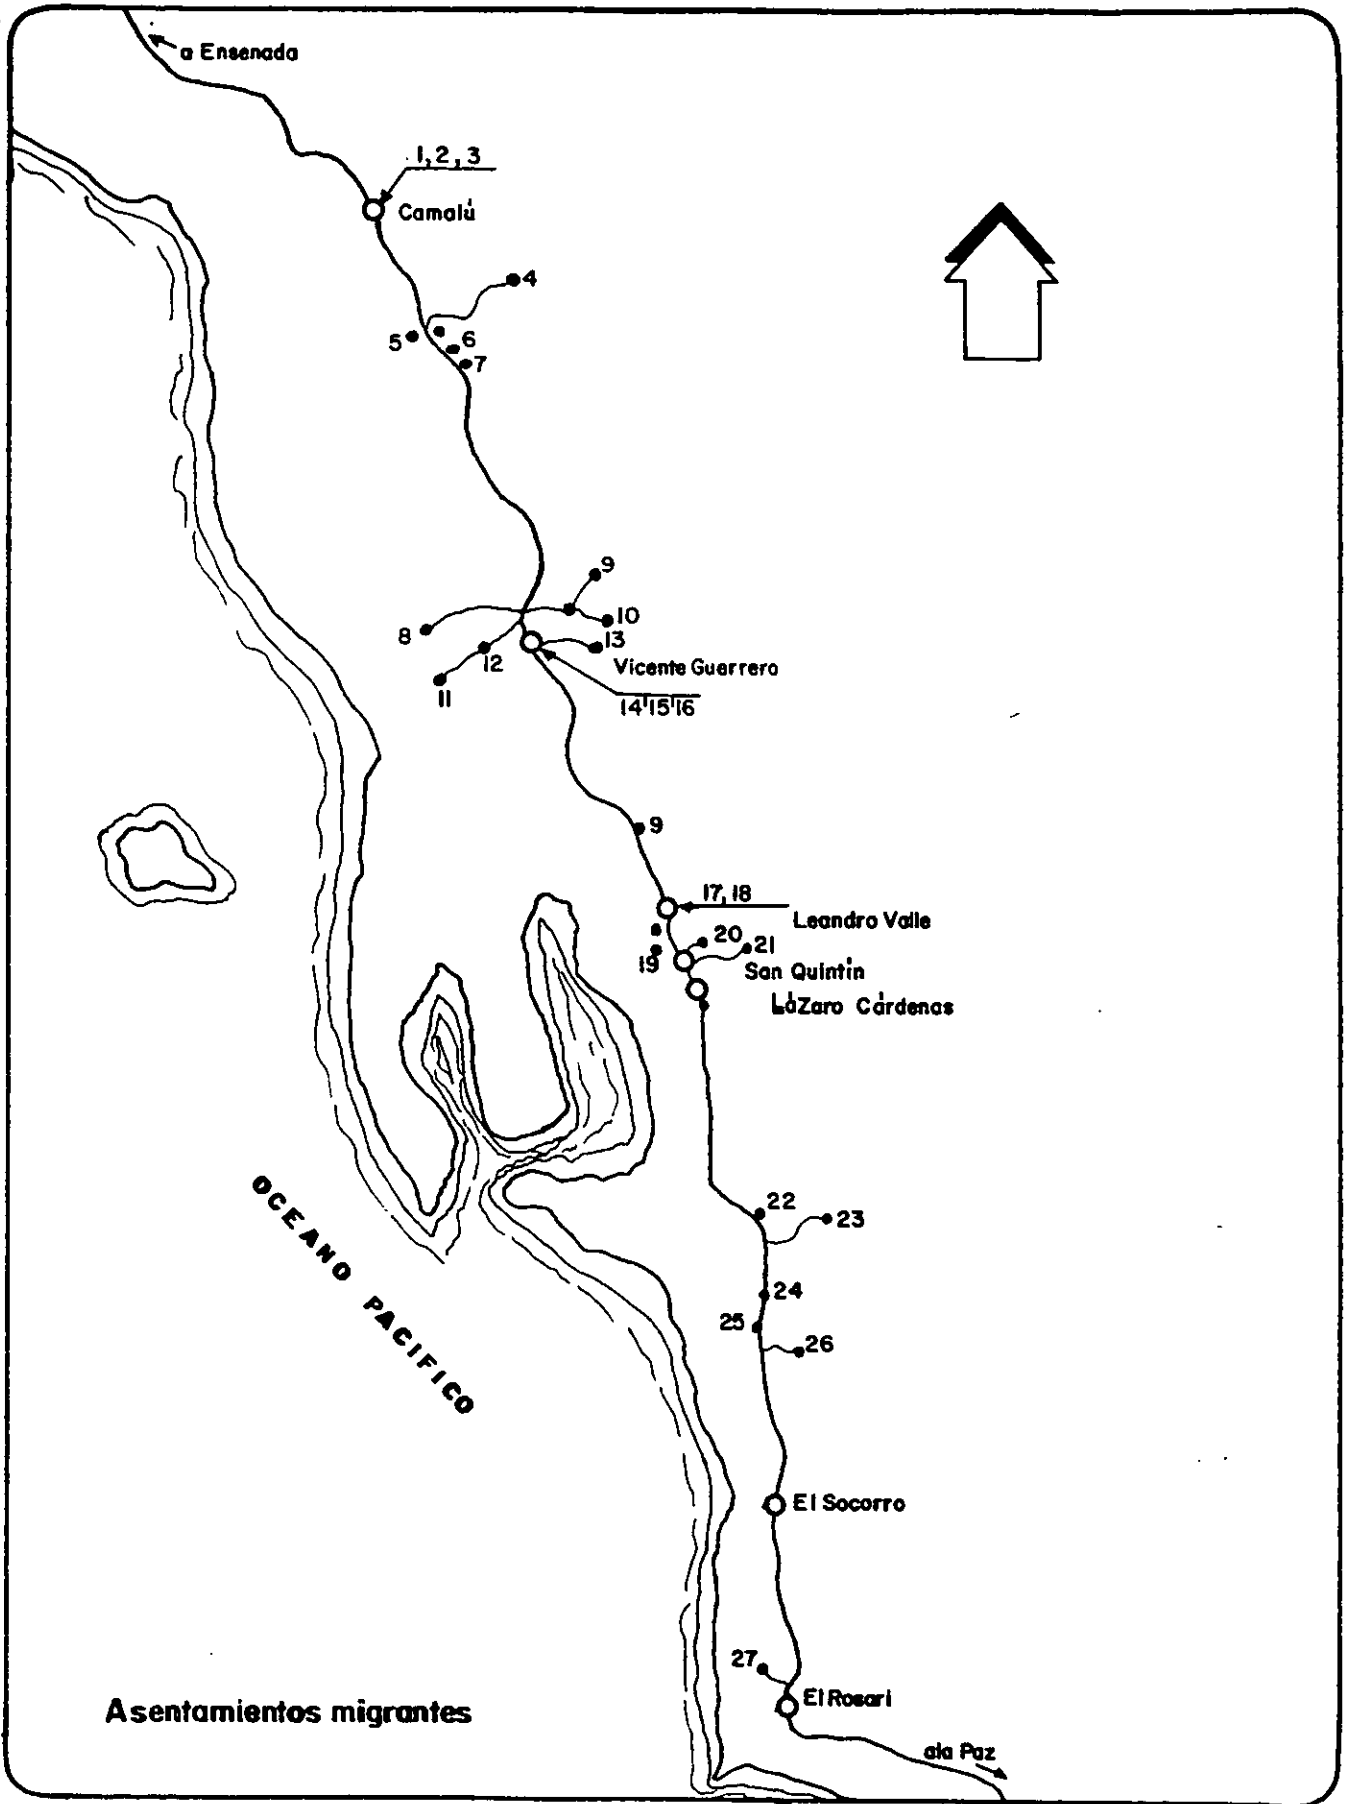 a Ensenada
1, 2, 3
Camalú
4
5
6
7
9
8
10
13
12
Vicente Guerrero
11
14'15'16
9
17, 18
Leandro Valle
20
21
19
San Quintín
LáZaro Cárdenas
OCEANO PACIFICO
22
23
24
25
26
El Socorro
27
El Rosari
Asentamientos migrantes
ala Paz